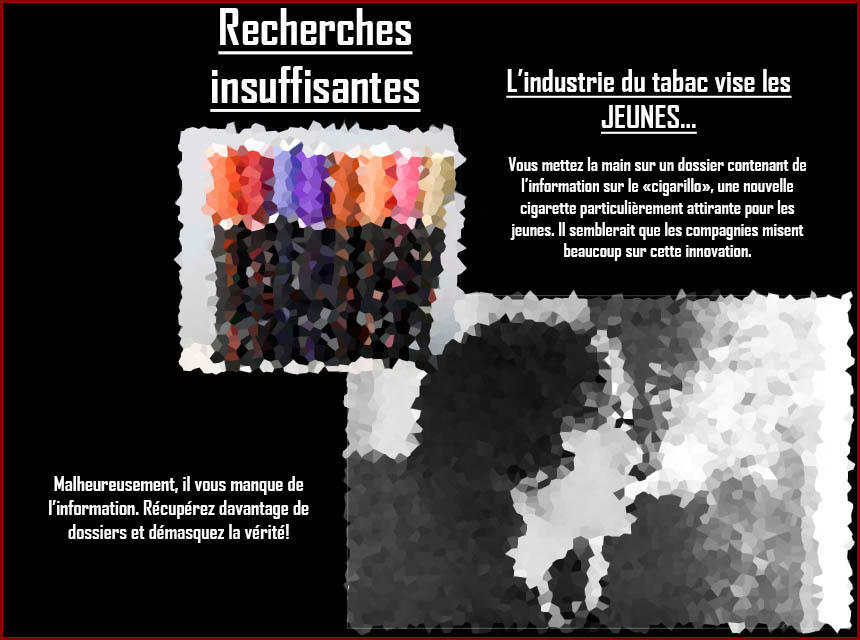 Recherches
insuffisantes
L'industrie du tabac vise les
JEUNES...
Vous mettez la main sur un dossier contenant de
l'information sur le «cigarillo», une nouvelle
cigarette particulièrement attirante pour les
jeunes. Il semblerait que les compagnies misent
beaucoup sur cette innovation.
Malheureusement, il vous manque de
l'information. Récupérez davantage de
dossiers et démasquez la vérité!